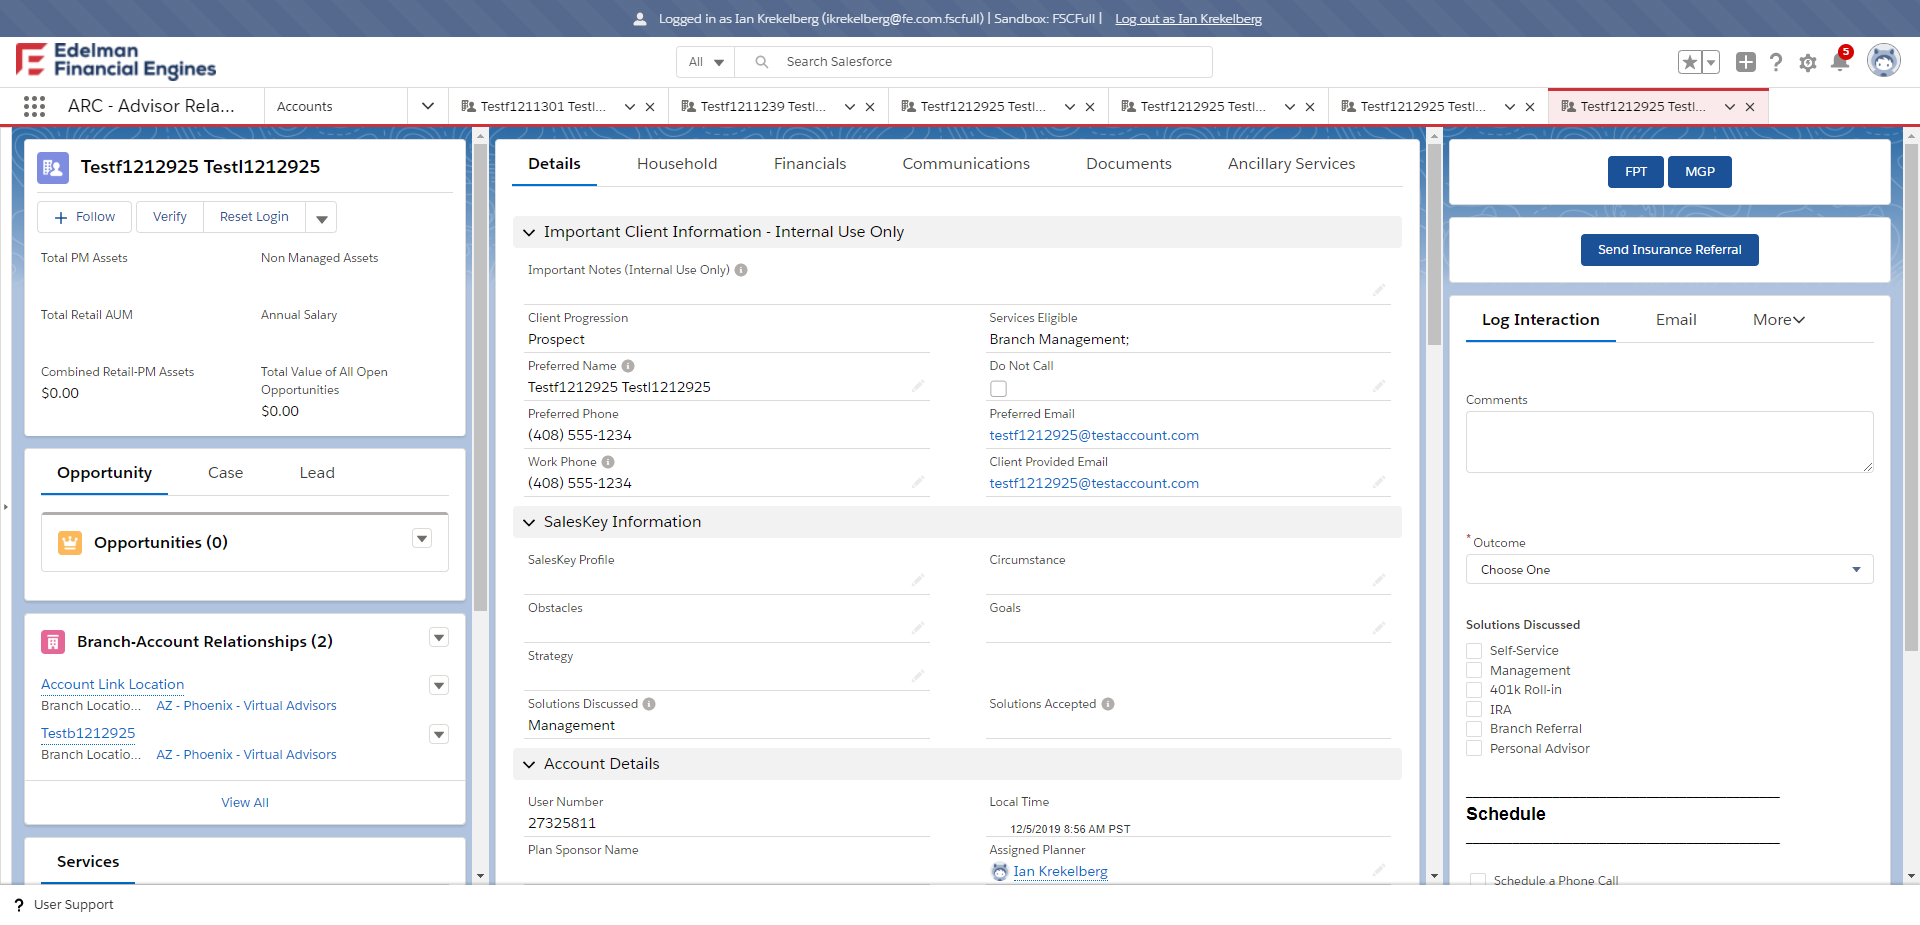 Logged in as Ian Krekelberg (ikrekelberg@fe.com.fscfull) | Sandbox: FSCFull | Log out as Ian Krekelberg
Edelman
Financial Engines
All
Search Salesforce
5
ARC - Advisor Rela...
Accounts
Testf1211301 Testl...
Testf1211239 Testl...
Testf1212925 Testl...
Testf1212925 Testl...
Testf1212925 Testl...
Testf1212925 Testl...
Testf1212925 Testl1212925
Follow
Verify
Reset Login
Total PM Assets
Non Managed Assets
Total Retail AUM
Annual Salary
Combined Retail-PM Assets
$0.00
Total Value of All Open
Opportunities
$0.00
Opportunity
Case
Lead
Opportunities (0)
Branch-Account Relationships (2)
Account Link Location
Branch Locatio... AZ - Phoenix - Virtual Advisors
Testb1212925
Branch Locatio... AZ - Phoenix - Virtual Advisors
View All
Services
Details
Household
Financials
Communications
Documents
Ancillary Services
Important Client Information - Internal Use Only
Important Notes (Internal Use Only)
Client Progression
Prospect
Services Eligible
Branch Management;
Preferred Name
Testf1212925 Testl1212925
Do Not Call
Preferred Phone
(408) 555-1234
Preferred Email
testf1212925@testaccount.com
Work Phone
(408) 555-1234
Client Provided Email
testf1212925@testaccount.com
SalesKey Information
SalesKey Profile
Circumstance
Obstacles
Goals
Strategy
Solutions Discussed
Management
Solutions Accepted
Account Details
User Number
27325811
Local Time
12/5/2019 8:56 AM PST
Plan Sponsor Name
Assigned Planner
Ian Krekelberg
FPT
MGP
Send Insurance Referral
Log Interaction
Email
More
Comments
* Outcome
Choose One
Solutions Discussed
Self-Service
Management
401k Roll-in
IRA
Branch Referral
Personal Advisor
Schedule
Schedule a Phone Call
? User Support